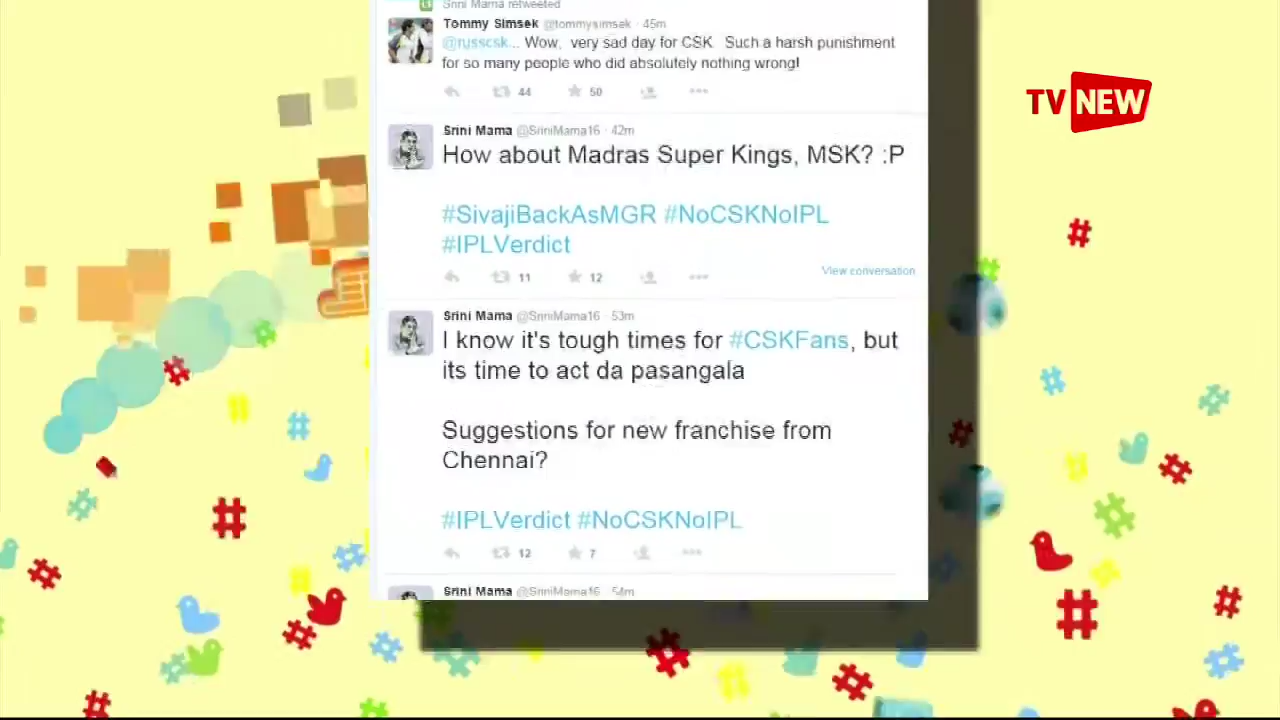 Srini Mama retweeted
Tommy Simsek @tommysimsek · 45m
@russcsk... Wow, very sad day for CSK. Such a harsh punishment
for so many people who did absolutely nothing wrong!
44 50
Srini Mama @SriniMama16 · 42m
How about Madras Super Kings, MSK? :P
#SivajiBackAsMGR #NoCSKNoIPL
#IPLVerdict
11 12 View conversation
Srini Mama @SriniMama16 · 53m
I know it's tough times for #CSKFans, but
its time to act da pasangala
Suggestions for new franchise from
Chennai?
#IPLVerdict #NoCSKNoIPL
12 7
Srini Mama @SriniMama16 · 54m
TV NEW